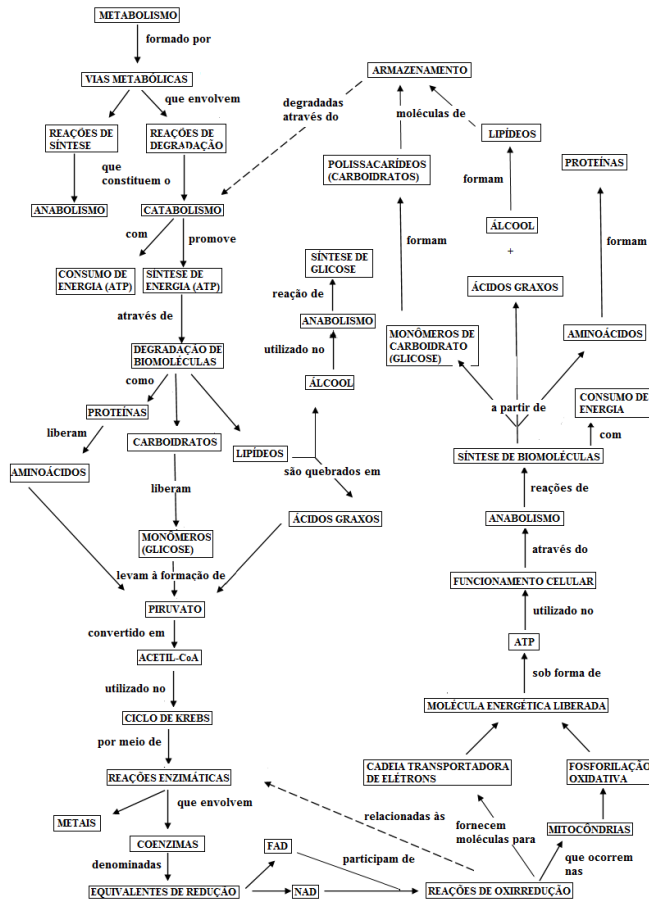 METABOLISMO
formado por
VIAS METABÓLICAS
que envolvem
REAÇÕES DE
SÍNTESE
REAÇÕES DE
DEGRADAÇÃO
que
constituem o
ANABOLISMO
CATABOLISMO
com
promove
CONSUMO DE
ENERGIA (ATP)
SÍNTESE DE
ENERGIA (ATP)
através de
DEGRADAÇÃO DE
BIOMOLÉCULAS
como
PROTEÍNAS
liberam
CARBOIDRATOS
LIPÍDEOS
AMINOÁCIDOS
liberam
são quebrados em
ÁLCOOL
utilizado no
ANABOLISMO
reação de
SÍNTESE DE
GLICOSE
ÁCIDOS GRAXOS
MONÔMEROS
(GLICOSE)
levam à formação de
PIRUVATO
convertido em
ACETIL-CoA
utilizado no
CICLO DE KREBS
por meio de
REAÇÕES ENZIMÁTICAS
que envolvem
METAIS
COENZIMAS
denominadas
EQUIVALENTES DE REDUÇÃO
FAD
NAD
participam de
REAÇÕES DE OXIRREDUÇÃO
relacionadas às
fornecem
moléculas para
que ocorrem
nas
MITOCÔNDRIAS
CADEIA TRANSPORTADORA
DE ELÉTRONS
FOSFORILAÇÃO
OXIDATIVA
MOLÉCULA ENERGÉTICA LIBERADA
sob forma de
ATP
utilizado no
FUNCIONAMENTO CELULAR
através do
ANABOLISMO
reações de
SÍNTESE DE BIOMOLÉCULAS
com
CONSUMO DE
ENERGIA
a partir de
MONÔMEROS DE
CARBOIDRATO
(GLICOSE)
ÁCIDOS GRAXOS
+
ÁLCOOL
AMINOÁCIDOS
formam
formam
formam
POLISSACARÍDEOS
(CARBOIDRATOS)
LIPÍDEOS
PROTEÍNAS
moléculas de
ARMAZENAMENTO
degradadas
através do